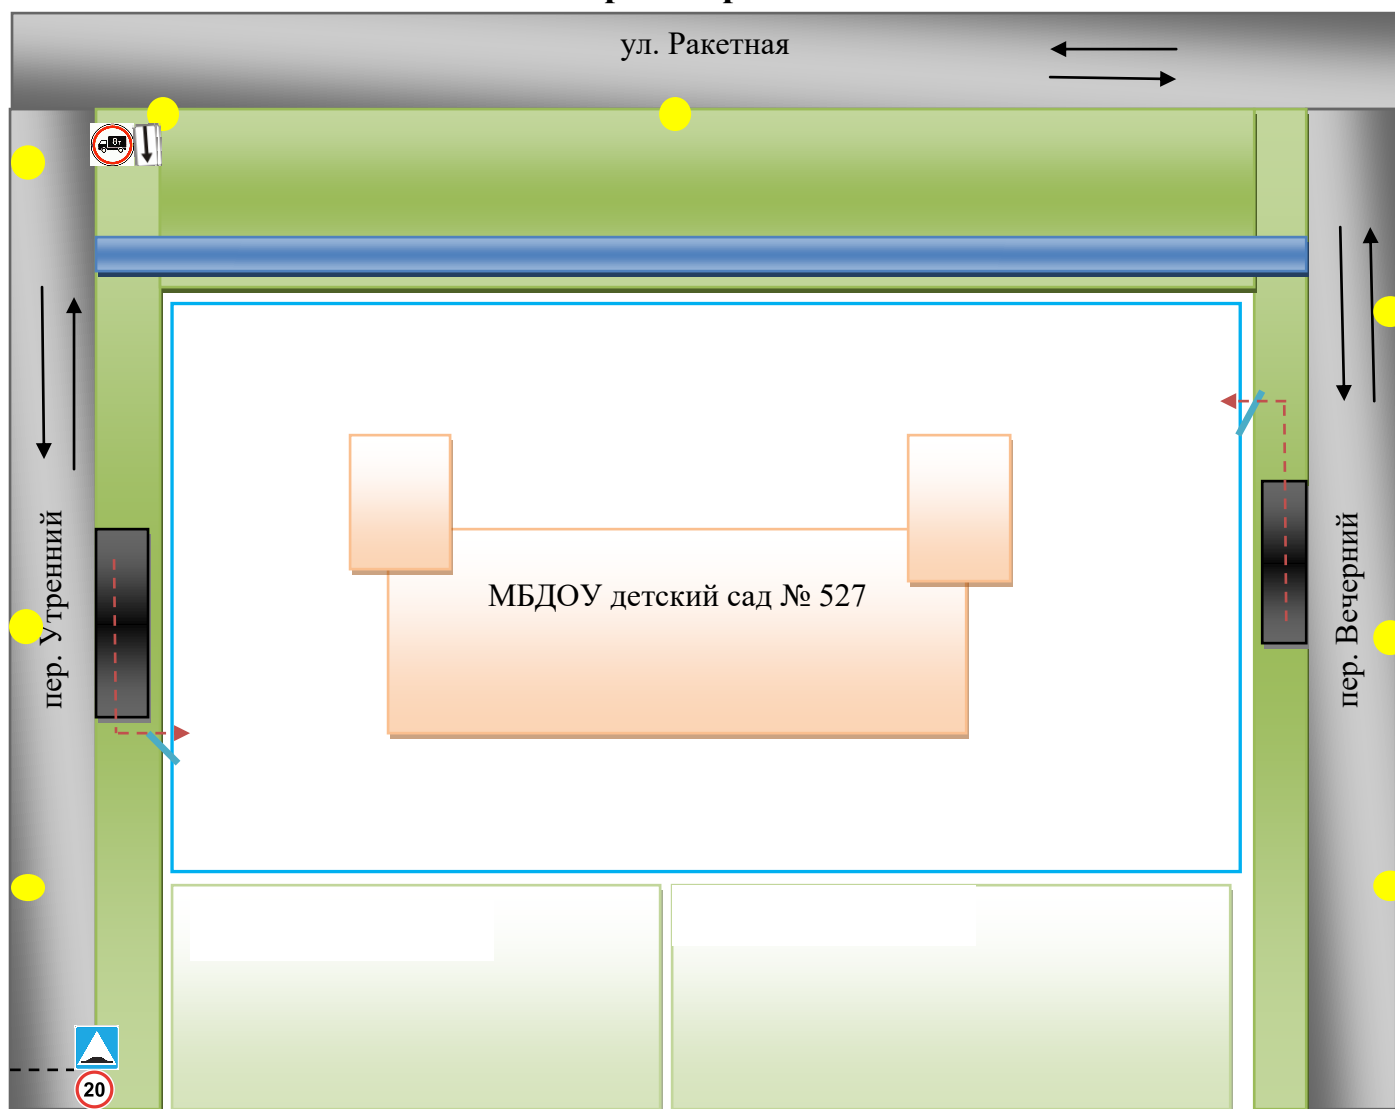 ул. Ракетная
пер. Утренний
МБДОУ детский сад № 527
пер. Вечерний
20